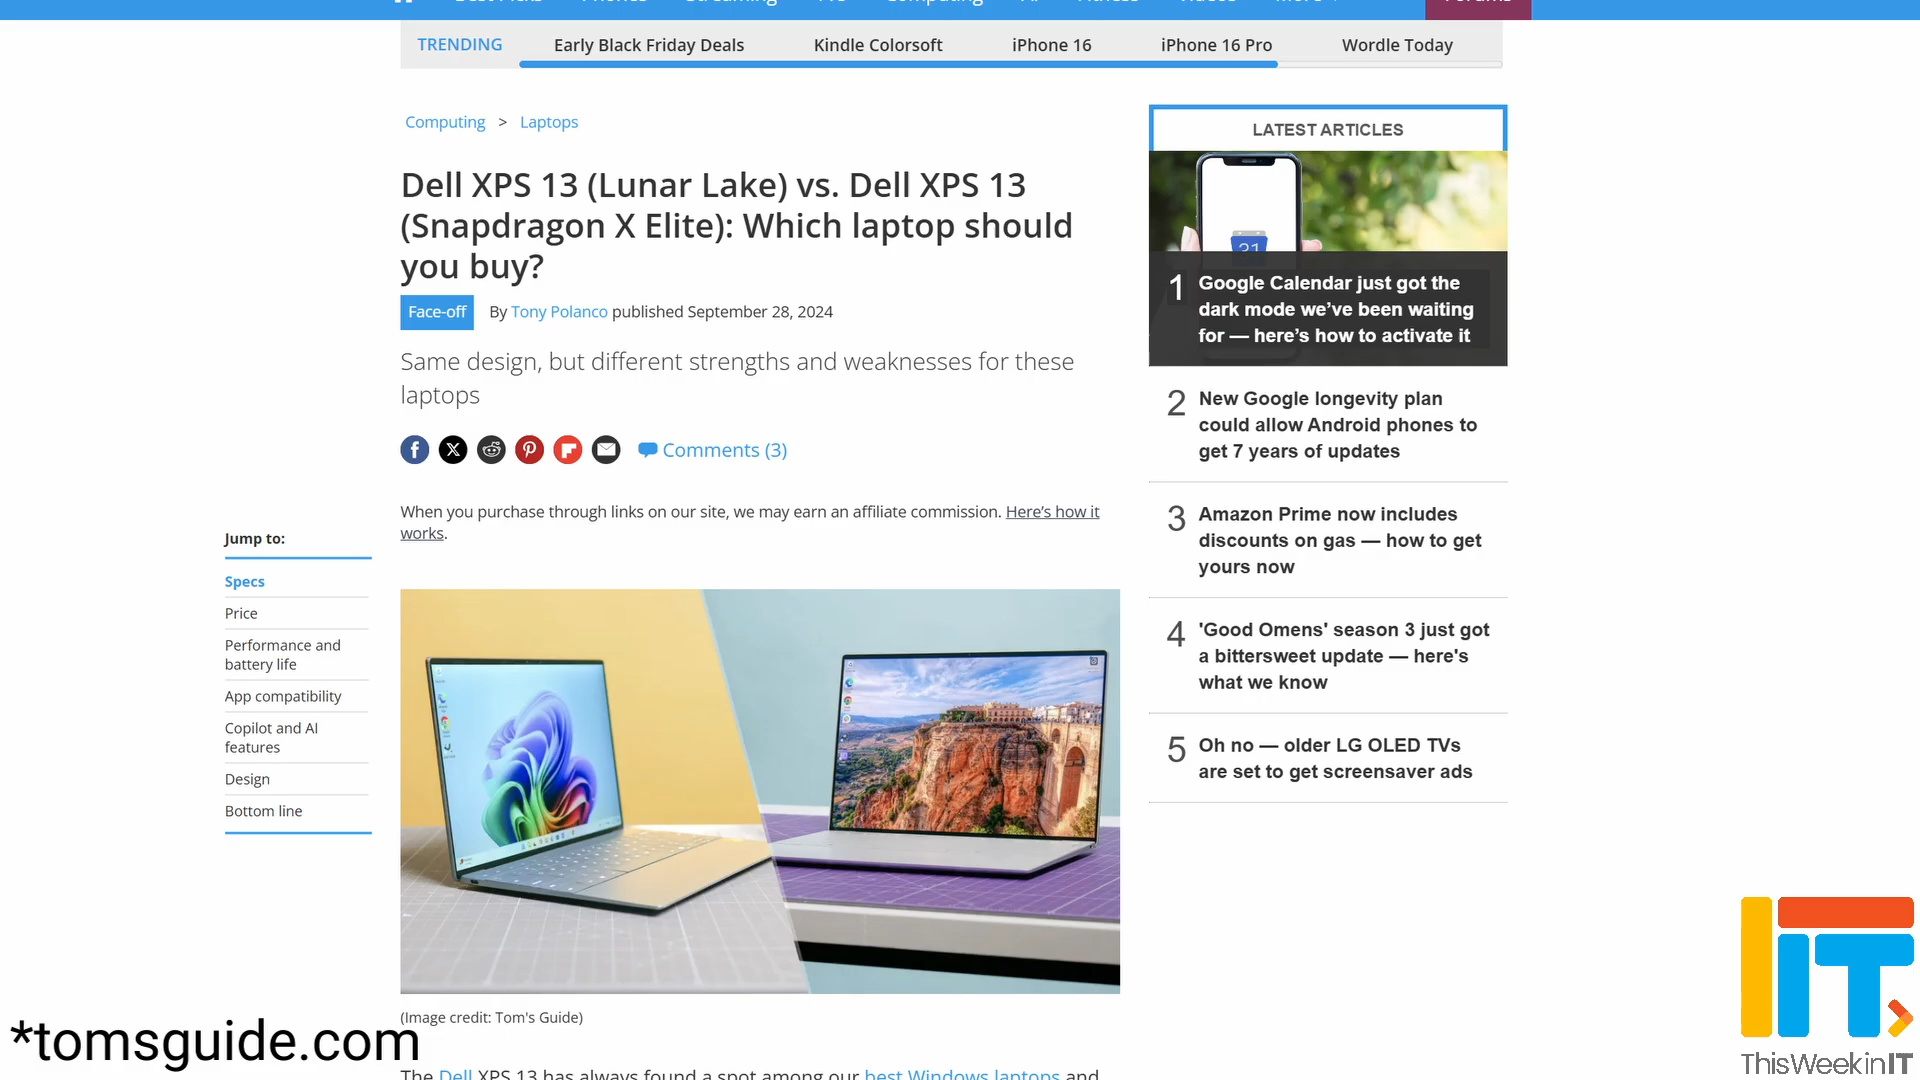 TRENDING
Early Black Friday Deals
Kindle Colorsoft
iPhone 16
iPhone 16 Pro
Wordle Today
Computing > Laptops
Dell XPS 13 (Lunar Lake) vs. Dell XPS 13
(Snapdragon X Elite): Which laptop should
you buy?
Face-off By Tony Polanco published September 28, 2024
Same design, but different strengths and weaknesses for these
laptops
Comments (3)
When you purchase through links on our site, we may earn an affiliate commission. Here’s how it
works.
Jump to:
Specs
Price
Performance and
battery life
App compatibility
Copilot and AI
features
Design
Bottom line
(Image credit: Tom's Guide)
The Dell XPS 13 has always found a spot among our best Windows laptops and
LATEST ARTICLES
31
1 Google Calendar just got the
dark mode we’ve been waiting
for — here’s how to activate it
2 New Google longevity plan
could allow Android phones to
get 7 years of updates
3 Amazon Prime now includes
discounts on gas — how to get
yours now
4 'Good Omens' season 3 just got
a bittersweet update — here's
what we know
5 Oh no — older LG OLED TVs
are set to get screensaver ads
*tomsguide.com
IT
ThisWeekinIT